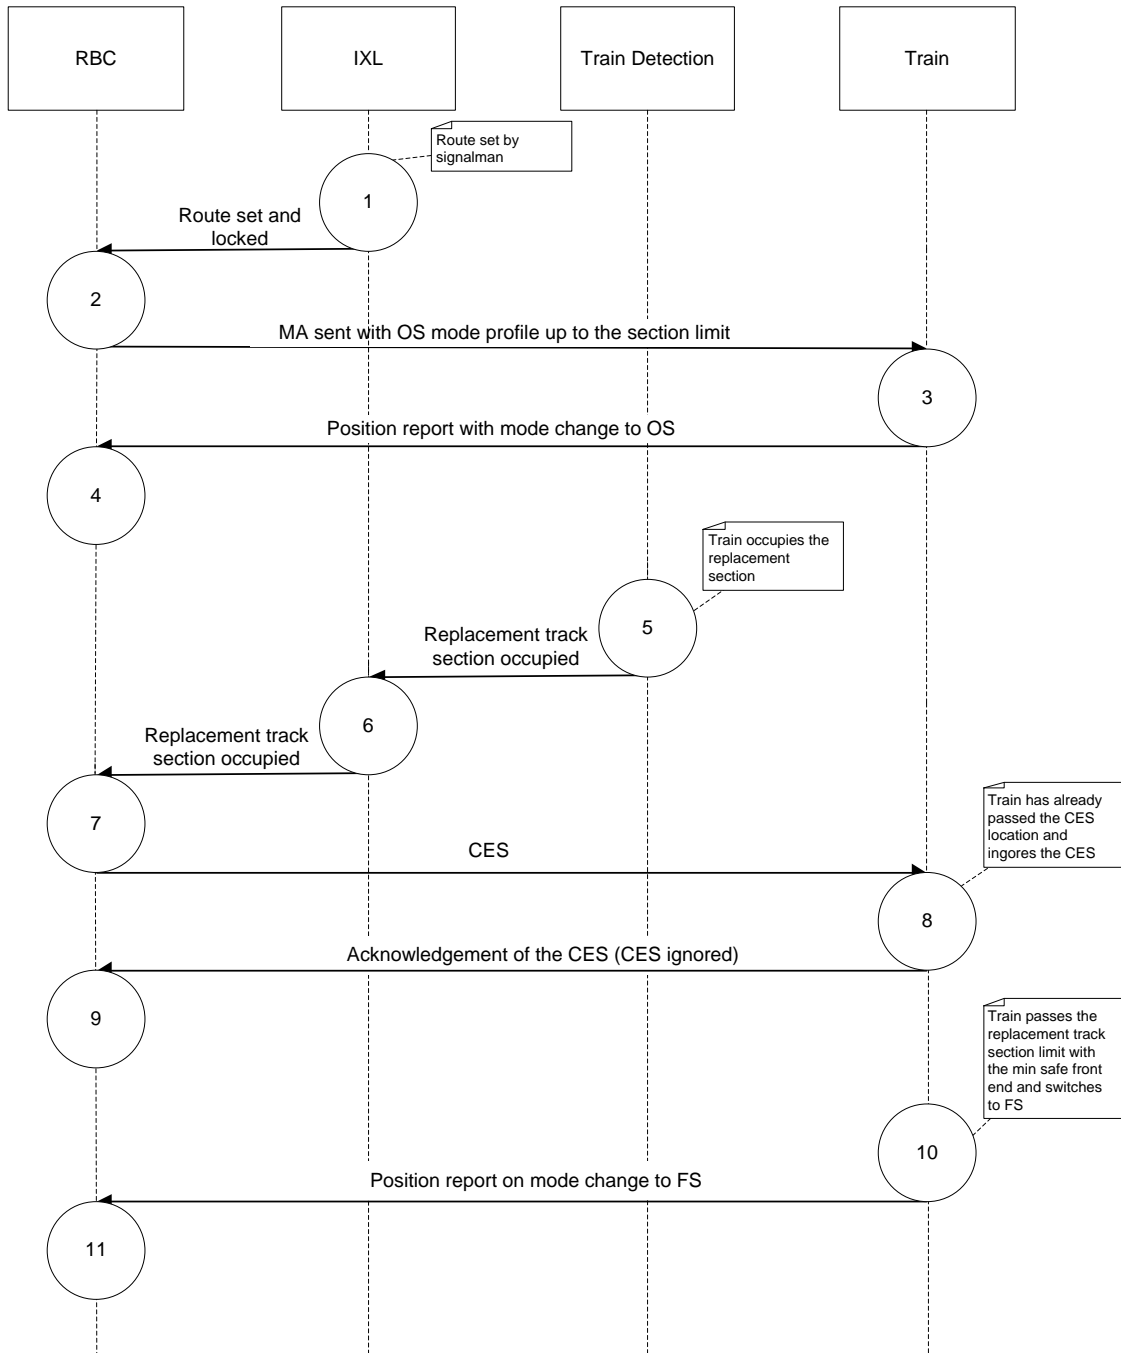 RBC
IXL
Train Detection
Train
Route set by
signalman
1
Route set and
locked
2
MA sent with OS mode profile up to the section limit
3
Position report with mode change to OS
4
Train occupies the
replacement
section
5
Replacement track
section occupied
6
Replacement track
section occupied
7
Train has already
passed the CES
location and
ingores the CES
CES
8
Acknowledgement of the CES (CES ignored)
9
Train passes the
replacement track
section limit with
the min safe front
end and switches
to FS
10
Position report on mode change to FS
11